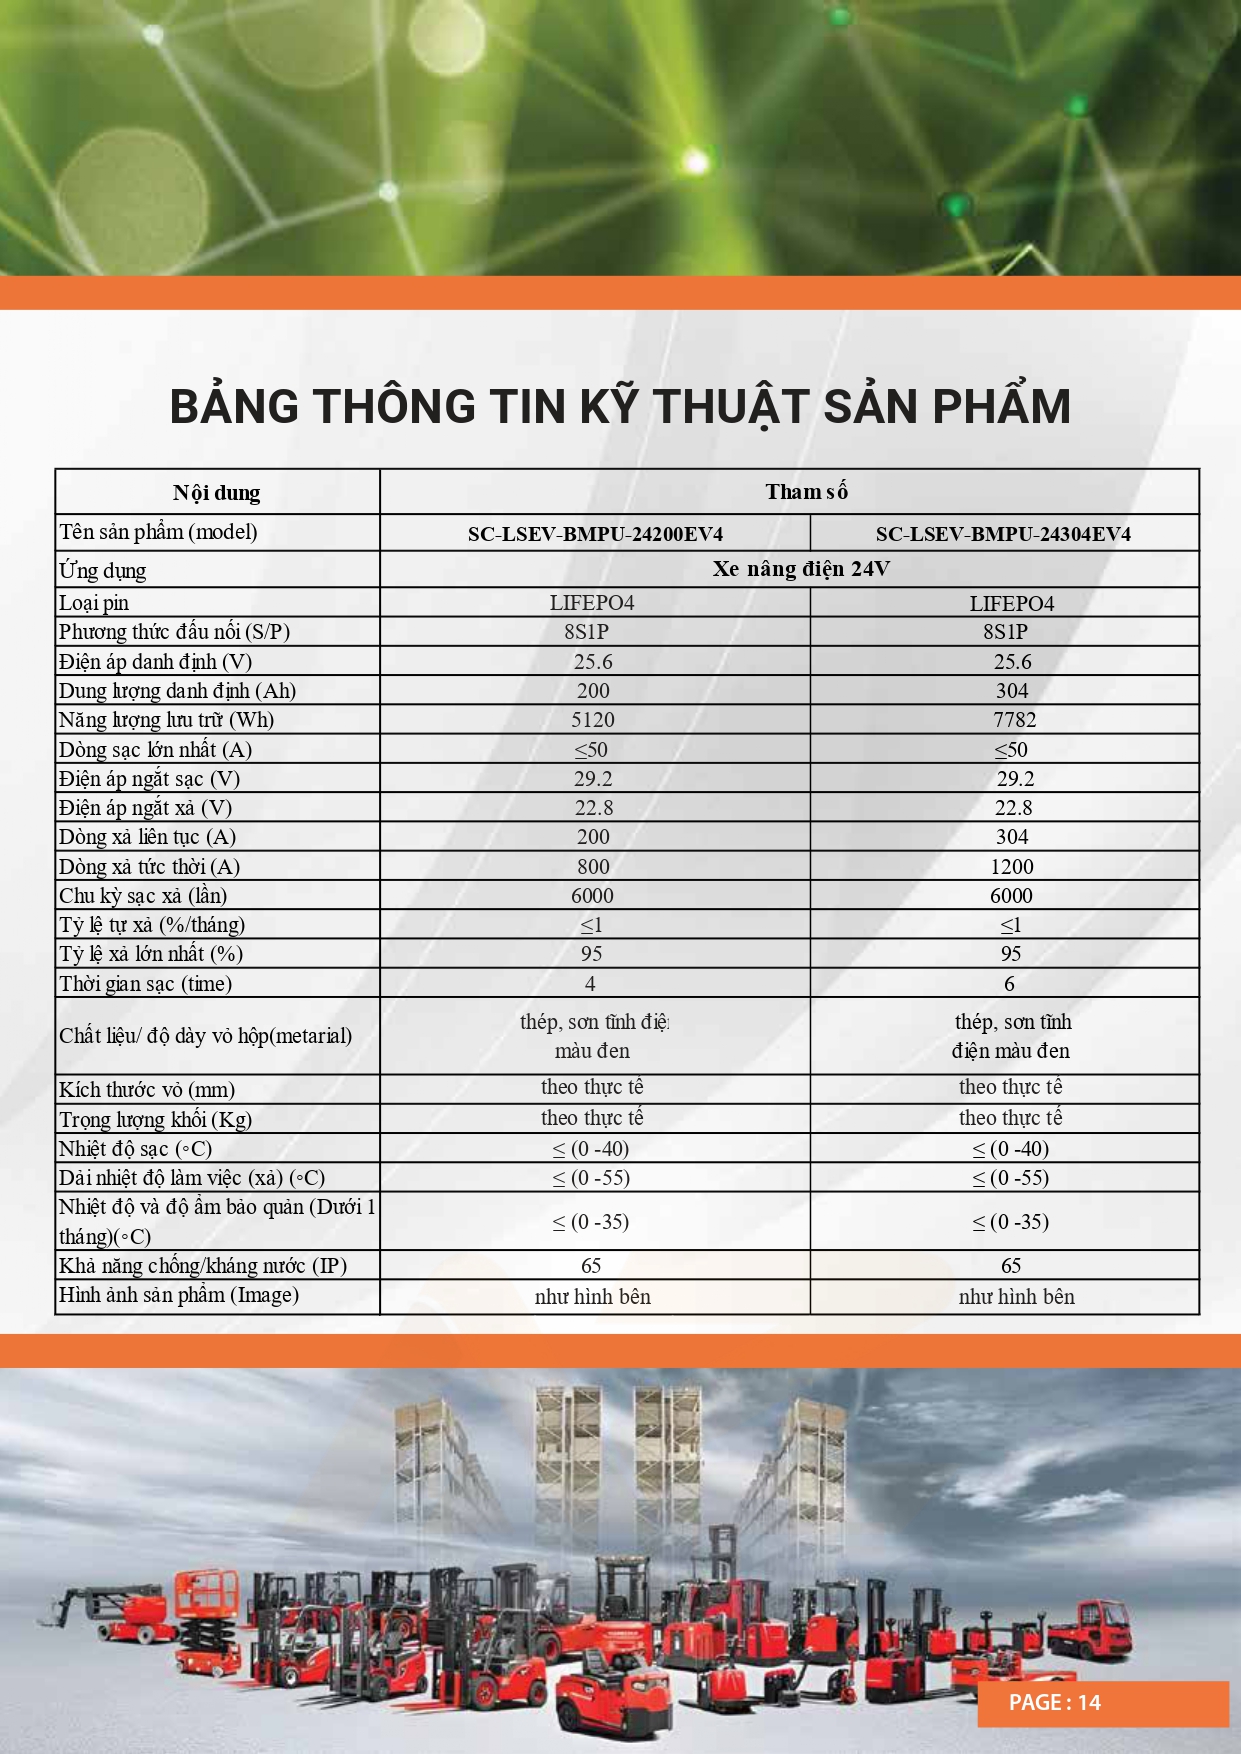 BẢNG THÔNG TIN KỸ THUẬT SẢN PHẨM
Nội dung Tham số
Tên sản phẩm (model) SC-LSEV-BMPU-24200EV4 SC-LSEV-BMPU-24304EV4
Ứng dụng Xe nâng điện 24V
Loại pin LIFEPO4 LIFEPO4
Phương thức đấu nối (S/P) 8S1P 8S1P
Điện áp danh định (V) 25.6 25.6
Dung lượng danh định (Ah) 200 304
Năng lượng lưu trữ (Wh) 5120 7782
Dòng sạc lớn nhất (A) ≤50 ≤50
Điện áp ngắt sạc (V) 29.2 29.2
Điện áp ngắt xả (V) 22.8 22.8
Dòng xả liên tục (A) 200 304
Dòng xả tức thời (A) 800 1200
Chu kỳ sạc xả (lần) 6000 6000
Tỷ lệ tự xả (%/tháng) ≤1 ≤1
Tỷ lệ xả lớn nhất (%) 95 95
Thời gian sạc (time) 4 6
Chất liệu/ độ dày vỏ hộp(metarial)
thép, sơn tĩnh điệ
màu đen
thép, sơn tĩnh
điện màu đen
Kích thước vỏ (mm) theo thực tế theo thực tế
Trọng lượng khối (Kg) theo thực tế theo thực tế
Nhiệt độ sạc (◦C) ≤ (0 -40) ≤ (0 -40)
Dải nhiệt độ làm việc (xả) (◦C) ≤ (0 -55) ≤ (0 -55)
Nhiệt độ và độ ẩm bảo quản (Dưới 1
tháng)(◦C) ≤ (0 -35) ≤ (0 -35)
Khả năng chống/kháng nước (IP) 65 65
Hình ảnh sản phẩm (Image) như hình bên như hình bên
PAGE : 14